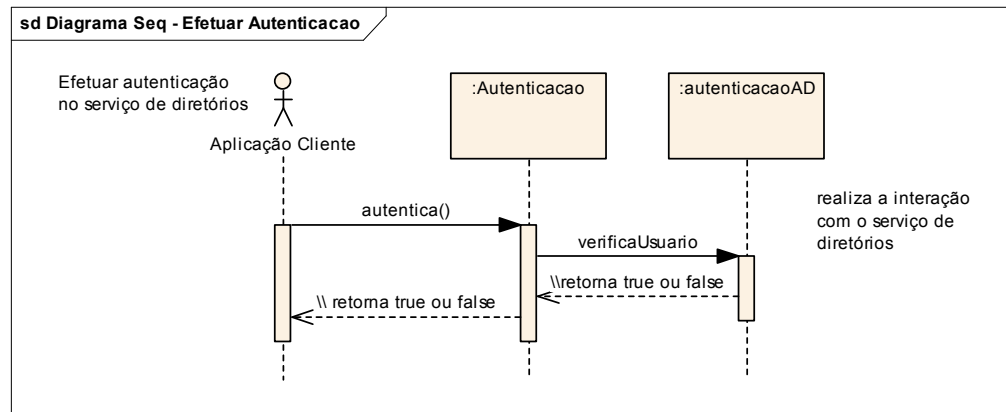 sd Diagrama Seq - Efetuar Autenticacao
Efetuar autenticação
no serviço de diretórios
Aplicação Cliente
:Autenticacao
:autenticacaoAD
realiza a interação
com o serviço de
diretórios
autentica()
verificaUsuario
\\retorna true ou false
\\ retorna true ou false